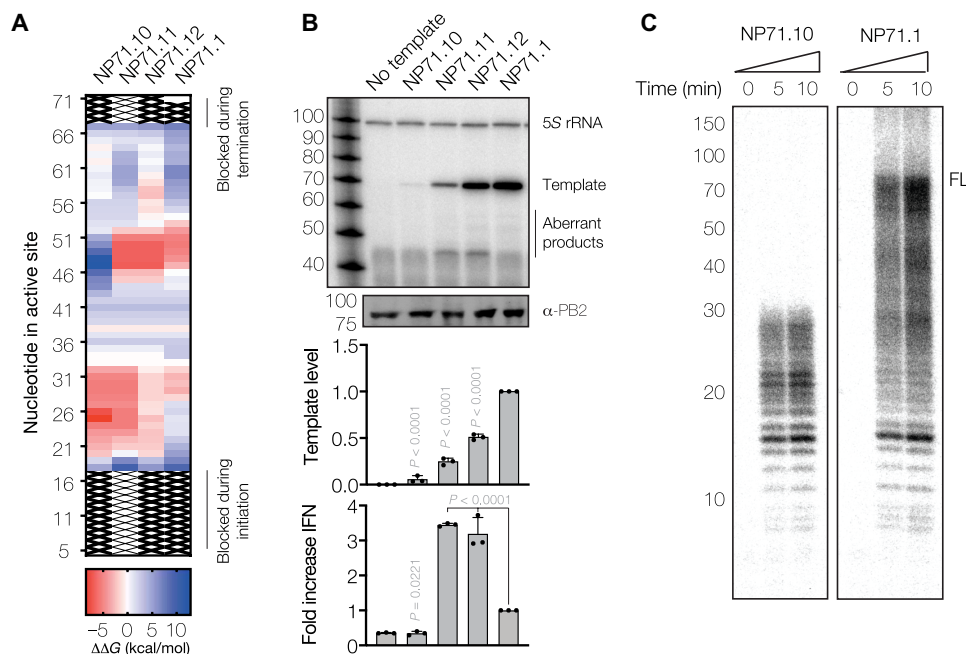 A
NP71.10
NP71.11
NP71.12
NP71.1
71
66
61
56
51
46
41
36
31
26
21
16
11
5
Nucleotide in active site
Blocked during
termination
Blocked during
initiation
−5 0 5 10
ΔΔG (kcal/mol)
B
No template
NP71.10
NP71.11
NP71.12
NP71.1
100
90
80
70
60
50
40
5S rRNA
Template
Aberrant
products
100
75
α-PB2
1.5
1.0
0.5
0.0
Template level
P < 0.0001
P < 0.0001
P < 0.0001
4
3
2
1
0
Fold increase IFN
P = 0.0221
P < 0.0001
C
NP71.10 NP71.1
Time (min) 0 5 10 0 5 10
150
100
70
50
40
30
20
10
FL